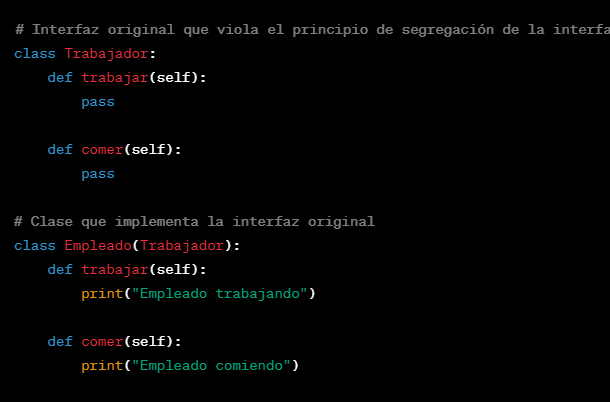 # Interfaz original que viola el principio de segregación de la
class Trabajador:
    def trabajar(self):
        pass
    def comer(self):
        pass
# Clase que implementa la interfaz original
class Empleado(Trabajador):
    def trabajar(self):
        print("Empleado trabajando")
    def comer(self):
        print("Empleado comiendo")